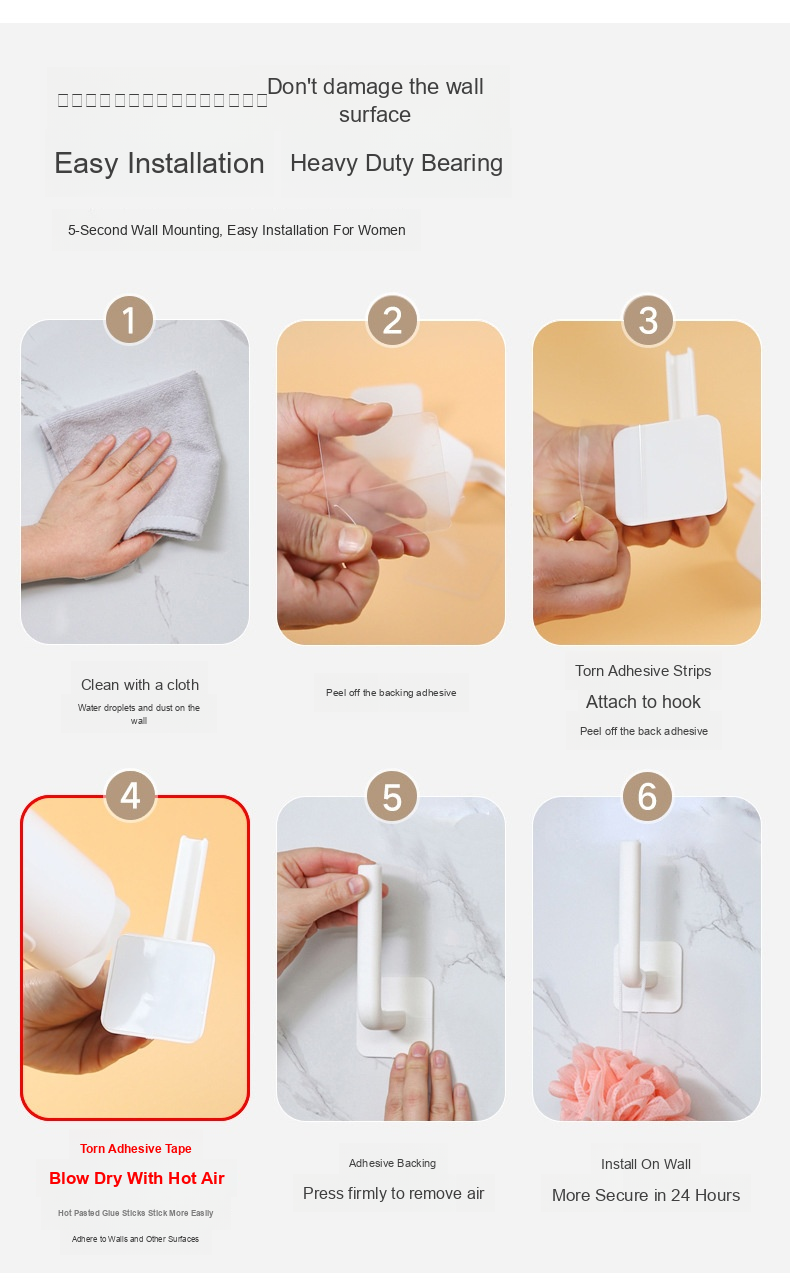 Don't damage the wall
surface
Easy Installation
Heavy Duty Bearing
5-Second Wall Mounting, Easy Installation For Women
1
2
3
Clean with a cloth
Water droplets and dust on the
wall
Peel off the backing adhesive
Torn Adhesive Strips
Attach to hook
Peel off the back adhesive
4
5
6
Torn Adhesive Tape
Blow Dry With Hot Air
Hot Pasted Glue Sticks Stick More Easily
Adhere to Walls and Other Surfaces
Adhesive Backing
Press firmly to remove air
Install On Wall
More Secure in 24 Hours